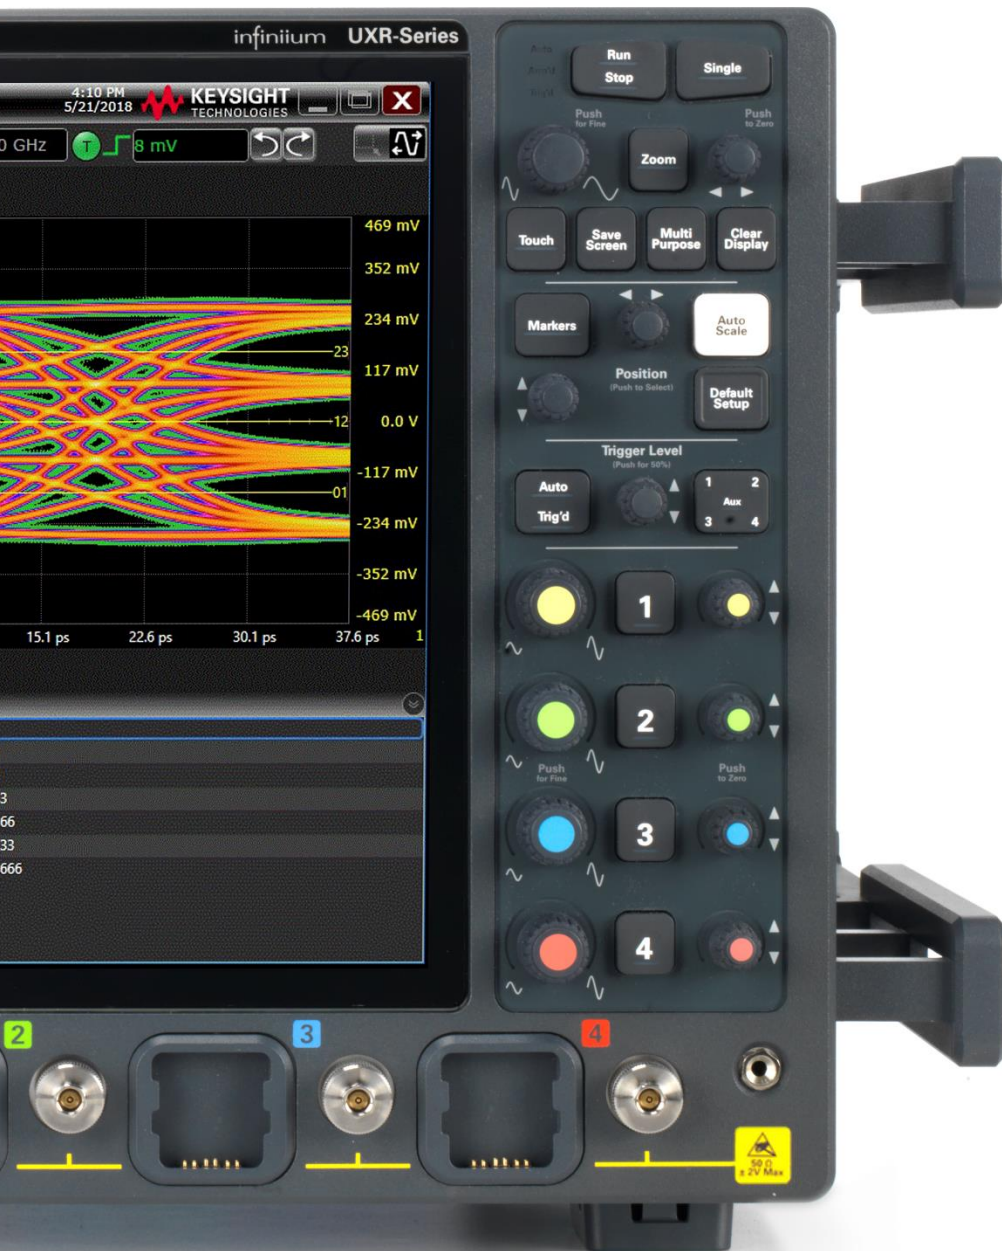 infiniium UXR-Series
4:10 PM
5/21/2018
KEYSIGHT
TECHNOLOGIES
X
0 GHz
T
8 mV
469 mV
352 mV
234 mV
23
117 mV
12
0.0 V
-117 mV
01
-234 mV
-352 mV
-469 mV
15.1 ps
22.6 ps
30.1 ps
37.6 ps
1
3
66
33
666
Auto
Arm'd
Trig'd
Run
Stop
Single
Push
for Fine
Zoom
Push
to Zero
Touch
Save
Screen
Multi
Purpose
Clear
Display
Markers
Auto
Scale
Position
(Push to Select)
Default
Setup
Trigger Level
(Push for 50%)
Auto
Trig'd
1 2
Aux
3 4
1
2
Push
for Fine
Push
to Zero
3
4
2
3
4
50 Ω
± 2V Max